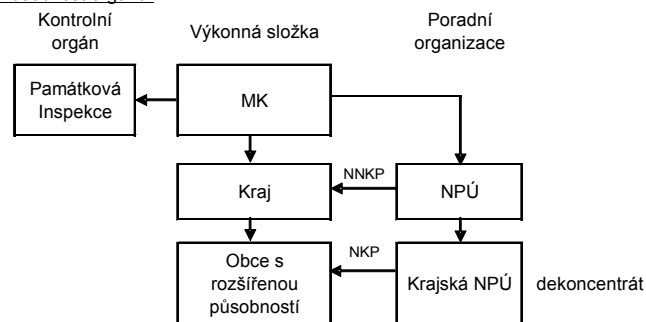 Kontrolní
orgán
Výkonná složka
Poradní
organizace
Památková
Inspekce
MK
Kraj
NNKP
NPÚ
Obce s
rozšířenou
působností
NKP
Krajská NPÚ
dekoncentrát